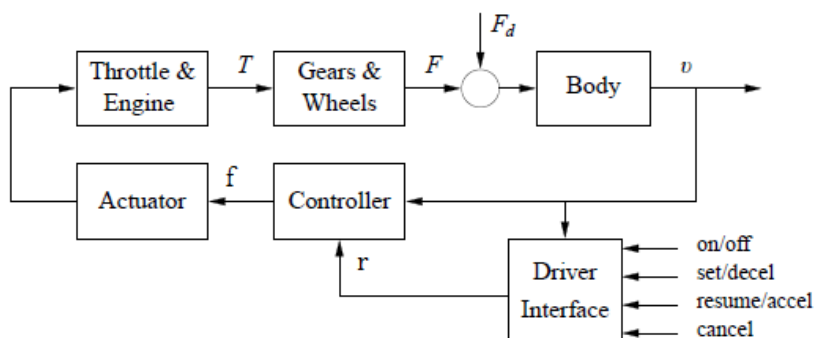 F_d
Throttle &
Engine
T
Gears &
Wheels
F
Body
υ
Actuator
f
Controller
r
Driver
Interface
on/off
set/decel
resume/accel
cancel